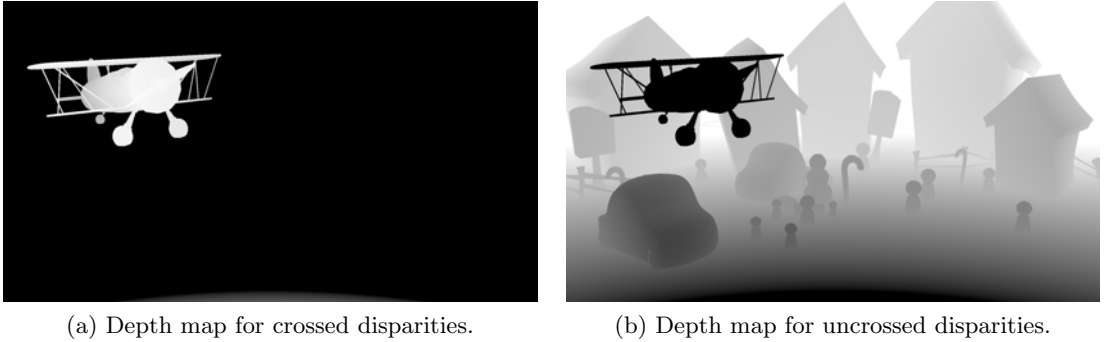 (a) Depth map for crossed disparities.
(b) Depth map for uncrossed disparities.